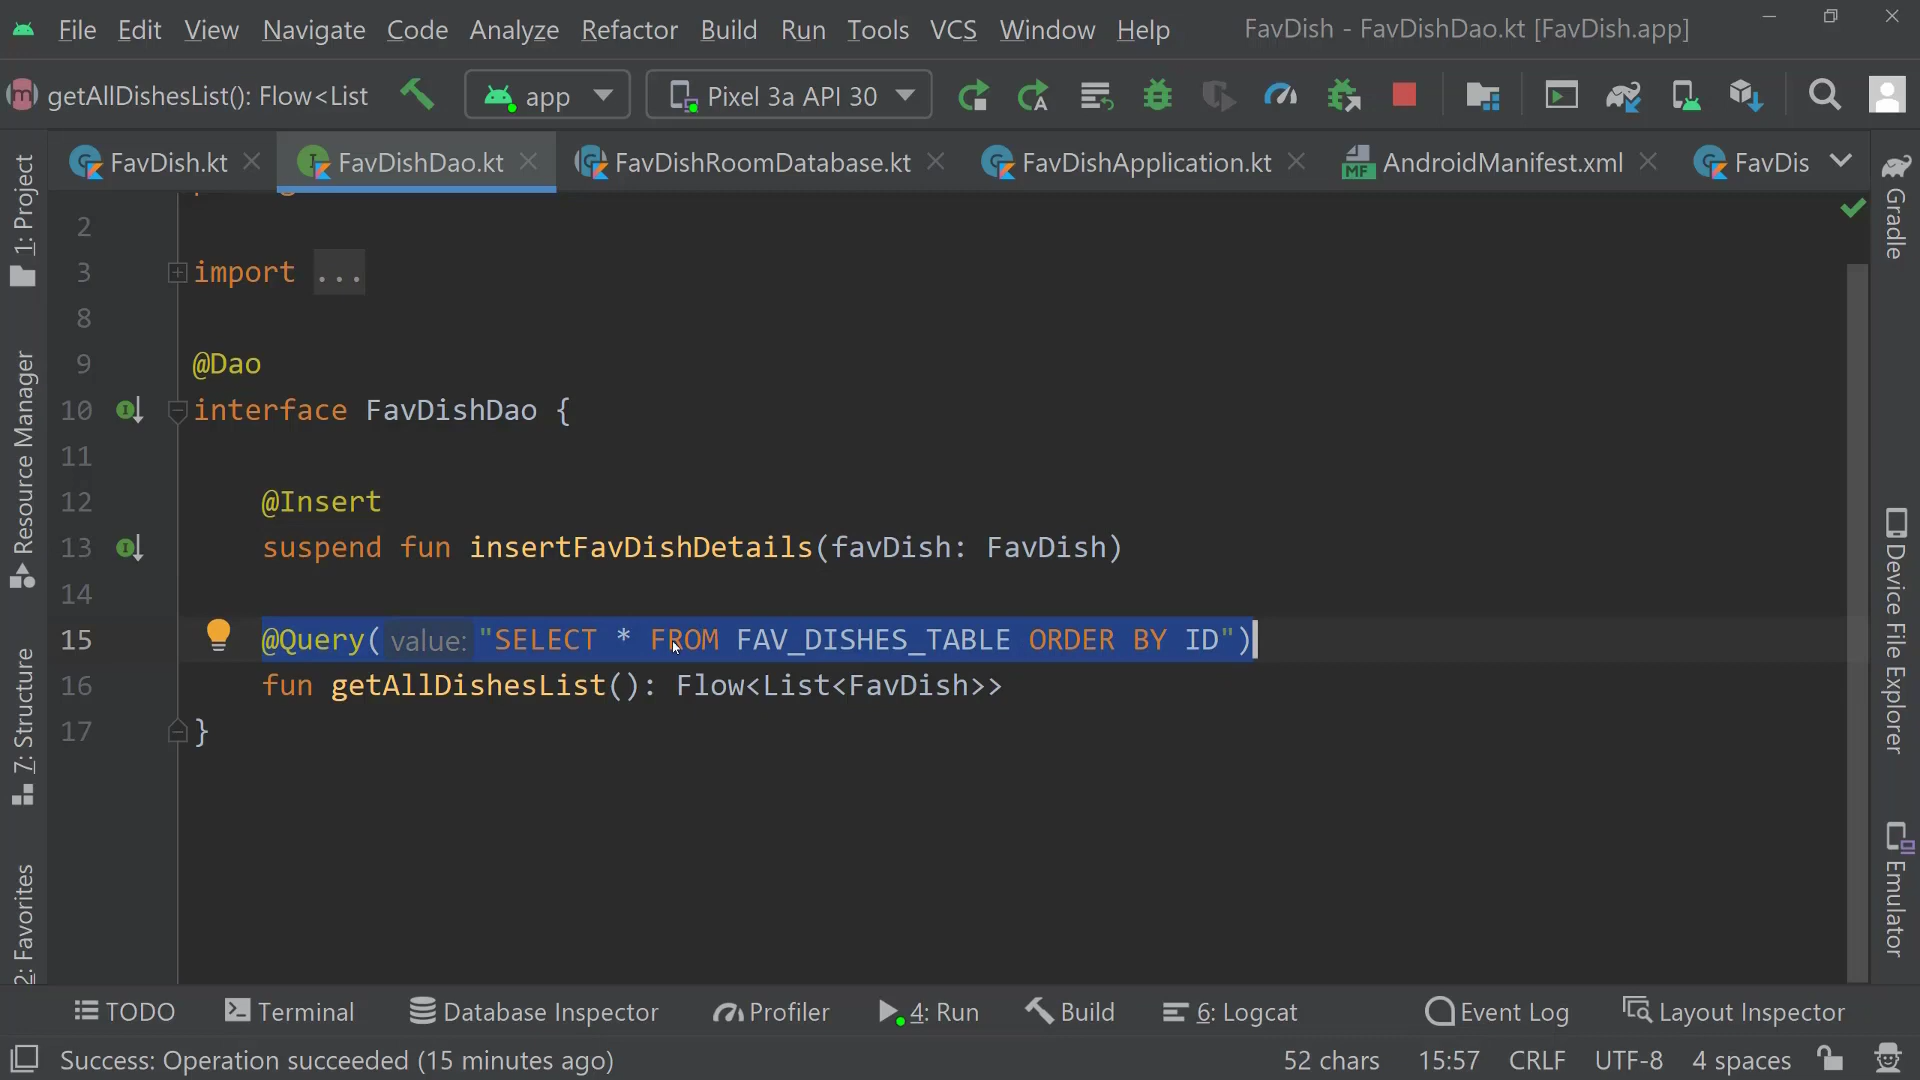 File Edit View Navigate Code Analyze Refactor Build Run Tools VCS Window Help FavDish - FavDishDao.kt [FavDish.app]
m getAllDishesList(): Flow<List app Pixel 3a API 30
FavDish.kt FavDishDao.kt FavDishRoomDatabase.kt FavDishApplication.kt MF AndroidManifest.xml FavDis
1: Project
Resource Manager
7: Structure
2: Favorites
2
3 import ...
8
9 @Dao
10 interface FavDishDao {
11
12 @Insert
13 suspend fun insertFavDishDetails(favDish: FavDish)
14
15 @Query( value: "SELECT * FROM FAV_DISHES_TABLE ORDER BY ID")
16 fun getAllDishesList(): Flow<List<FavDish>>
17 }
Gradle
Device File Explorer
Emulator
TODO Terminal Database Inspector Profiler 4: Run Build 6: Logcat Event Log Layout Inspector
Success: Operation succeeded (15 minutes ago) 52 chars 15:57 CRLF UTF-8 4 spaces